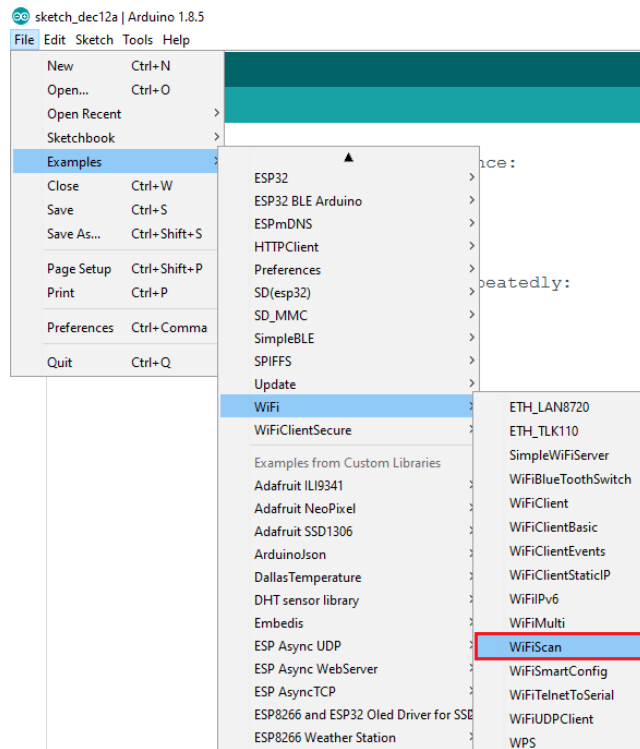 sketch_dec12a | Arduino 1.8.5
File Edit Sketch Tools Help
New Ctrl+N
Open... Ctrl+O
Open Recent
Sketchbook
Examples
Close Ctrl+W
Save Ctrl+S
Save As... Ctrl+Shift+S
Page Setup Ctrl+Shift+P
Print Ctrl+P
Preferences Ctrl+Comma
Quit Ctrl+Q
nce:
peatedly:
ESP32
ESP32 BLE Arduino
ESPmDNS
HTTPClient
Preferences
SD(esp32)
SD_MMC
SimpleBLE
SPIFFS
Update
WiFi
WiFiClientSecure
Examples from Custom Libraries
Adafruit ILI9341
Adafruit NeoPixel
Adafruit SSD1306
ArduinoJson
DallasTemperature
DHT sensor library
Embedis
ESP Async UDP
ESP Async WebServer
ESP AsyncTCP
ESP8266 and ESP32 Oled Driver for SSD
ESP8266 Weather Station
ETH_LAN8720
ETH_TLK110
SimpleWiFiServer
WiFiBlueToothSwitch
WiFiClient
WiFiClientBasic
WiFiClientEvents
WiFiClientStaticIP
WiFiIPv6
WiFiMulti
WiFiScan
WiFiSmartConfig
WiFiTelnetToSerial
WiFiUDPClient
WPS